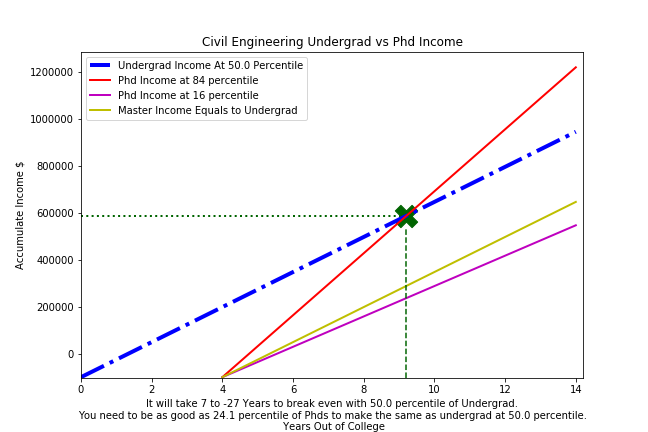 Civil Engineering Undergrad vs Phd Income
Undergrad Income At 50.0 Percentile
Phd Income at 84 percentile
Phd Income at 16 percentile
Master Income Equals to Undergrad
Accumulate Income $
1200000
1000000
800000
600000
400000
200000
0
0 2 4 6 8 10 12 14
It will take 7 to -27 Years to break even with 50.0 percentile of Undergrad.
You need to be as good as 24.1 percentile of Phds to make the same as undergrad at 50.0 percentile.
Years Out of College